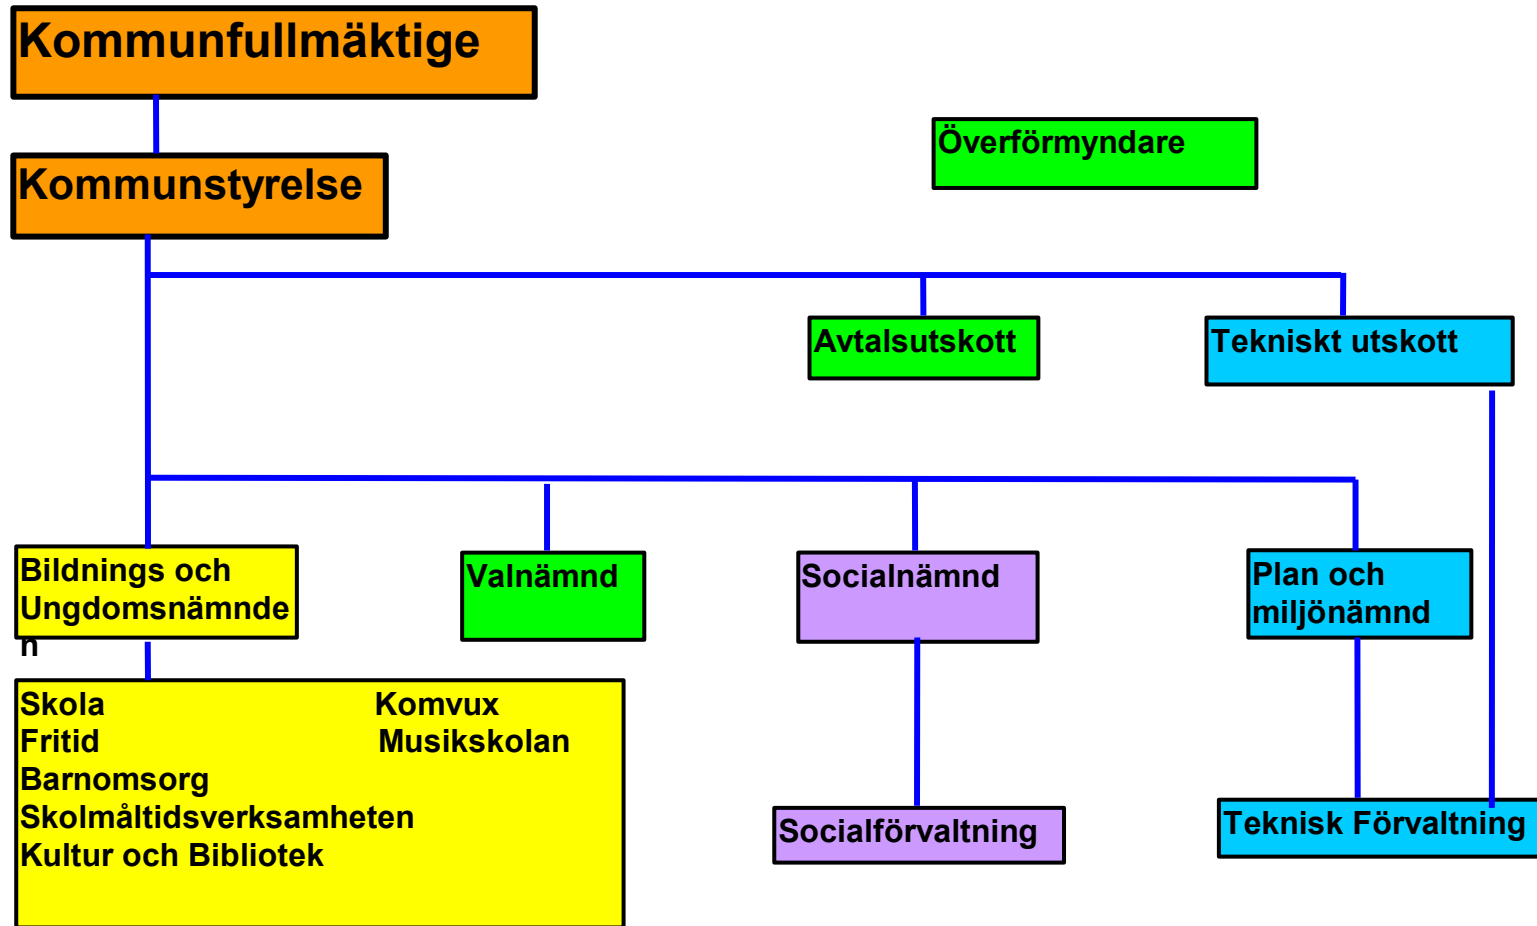 Kommunfullmäktige
Överförmyndare
Kommunstyrelse
Avtalsutskott
Tekniskt utskott
Bildnings och
Ungdomsnämnde
n
Valnämnd
Socialnämnd
Plan och
miljönämnd
Skola Komvux
Fritid Musikskolan
Barnomsorg
Skolmåltidsverksamheten
Kultur och Bibliotek
Socialförvaltning
Teknisk Förvaltning